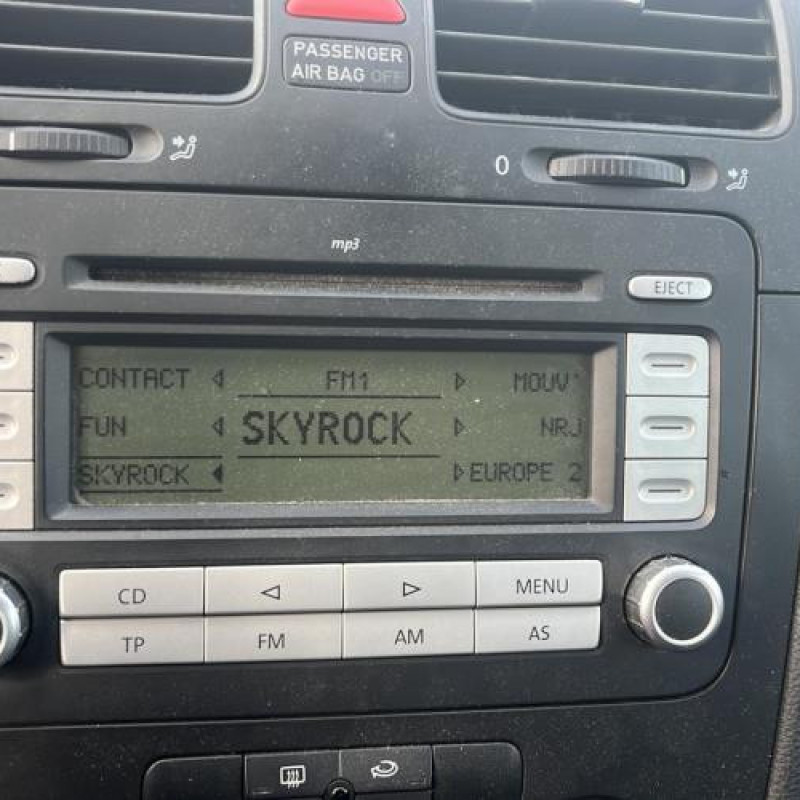 PASSENGER
AIR BAG OFF
0
mp3
EJECT
CONTACT FM1 MOUV'
FUN SKYROCK NRJ
SKYROCK EUROPE 2
CD MENU
TP FM AM AS